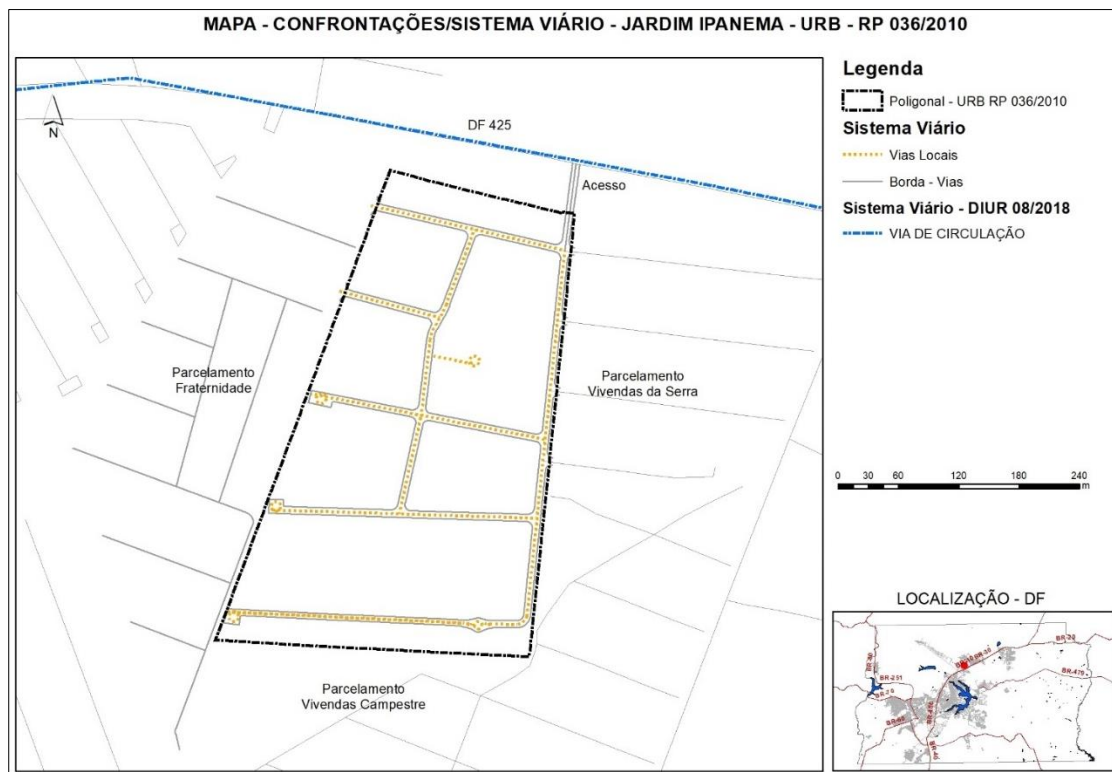 MAPA - CONFRONTAÇÕES/SISTEMA VIÁRIO - JARDIM IPANEMA - URB - RP 036/2010
N
DF 425
Acesso
Parcelamento
Fraternidade
Parcelamento
Vivendas da Serra
Parcelamento
Vivendas Campestre
Legenda
Poligonal - URB RP 036/2010
Sistema Viário
Vias Locais
Borda - Vias
Sistema Viário - DIUR 08/2018
VIA DE CIRCULAÇÃO
0 30 60 120 180 240
m
LOCALIZAÇÃO - DF
BR-251